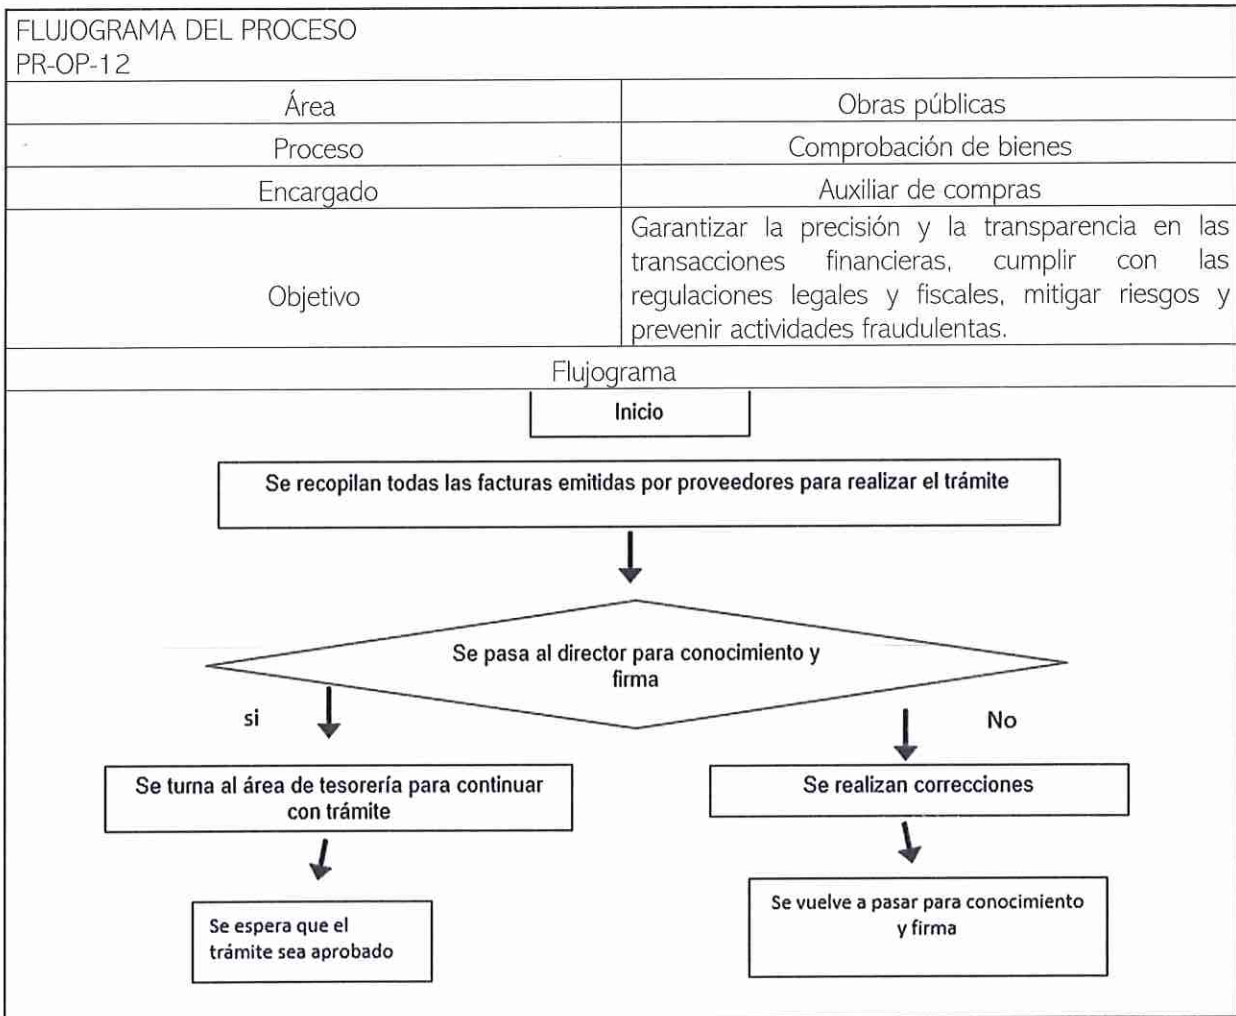 FLUJOGRAMA DEL PROCESO
PR-OP-12
Área
Obras públicas
Proceso
Comprobación de bienes
Encargado
Auxiliar de compras
Objetivo
Garantizar la precisión y la transparencia en las
transacciones financieras, cumplir con las
regulaciones legales y fiscales, mitigar riesgos y
prevenir actividades fraudulentas.
Flujograma
Inicio
Se recopilan todas las facturas emitidas por proveedores para realizar el trámite
Se pasa al director para conocimiento y
firma
si
No
Se turna al área de tesorería para continuar
con trámite
Se realizan correcciones
Se espera que el
trámite sea aprobado
Se vuelve a pasar para conocimiento
y firma